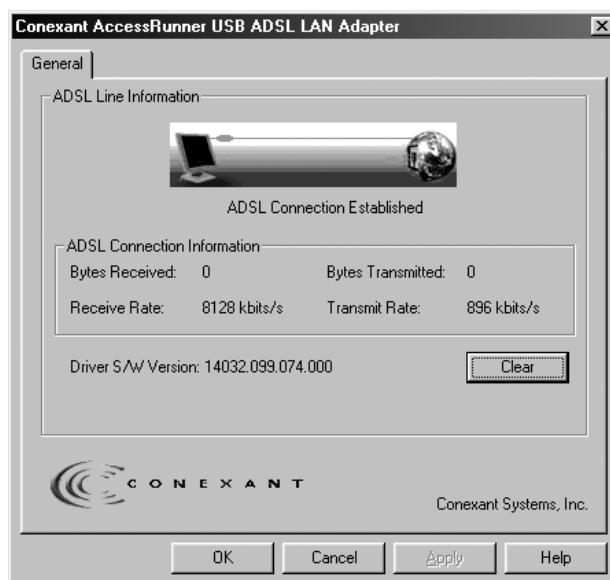 Conexant AccessRunner USB ADSL LAN Adapter
General
ADSL Line Information
ADSL Connection Established
ADSL Connection Information
Bytes Received: 0 Bytes Transmitted: 0
Receive Rate: 8128 kbits/s Transmit Rate: 896 kbits/s
Driver S/W Version: 14032.099.074.000 Clear
CONEXANT
Conexant Systems, Inc.
OK Cancel Apply Help